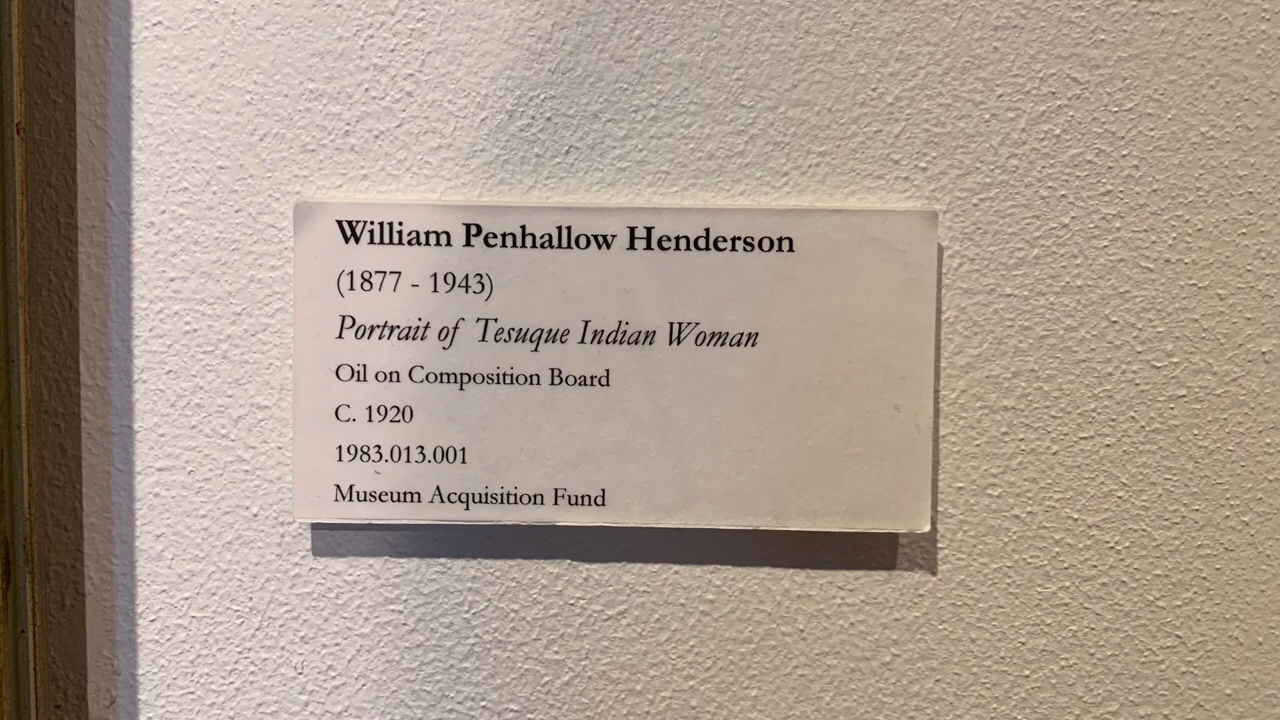 William Penhallow Henderson
(1877 - 1943)
Portrait of Tesuque Indian Woman
Oil on Composition Board
C. 1920
1983.013.001
Museum Acquisition Fund